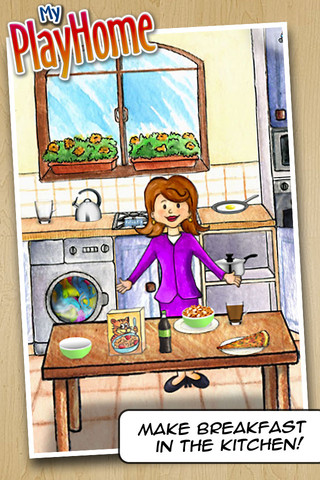 My
PlayHome
MAKE BREAKFAST
IN THE KITCHEN!